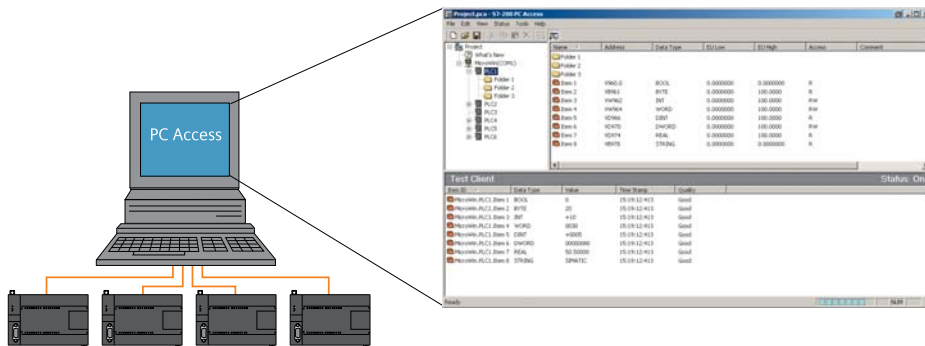 PC Access
Project.pca - S7-200 PC Access
File Edit View Status Tools Help
Project
What's New
MicroWin(COM1)
PLC1
Folder 1
Folder 2
Folder 3
PLC2
PLC3
PLC4
PLC5
PLC6
Name Address Data Type EU Low EU High Access Comment
Folder 1
Folder 2
Folder 3
Item 1 V960.0 BOOL 0.0000000 0.0000000 R
Item 2 VB961 BYTE 0.0000000 100.0000 R
Item 3 VW962 INT 0.0000000 100.0000 RW
Item 4 VW964 WORD 0.0000000 100.0000 RW
Item 5 VD966 DINT 0.0000000 100.0000 R
Item 6 VD970 DWORD 0.0000000 100.0000 RW
Item 7 VD974 REAL 0.0000000 100.0000 R
Item 8 VB978 STRING 0.0000000 100.0000 R
Test Client Status: On
Item ID Data Type Value Time Stamp Quality
MicroWin.PLC1.Item 1 BOOL 0 15:19:12:413 Good
MicroWin.PLC1.Item 2 BYTE 20 15:19:12:413 Good
MicroWin.PLC1.Item 3 INT +10 15:19:12:413 Good
MicroWin.PLC1.Item 4 WORD 0030 15:19:12:413 Good
MicroWin.PLC1.Item 5 DINT +0005 15:19:12:413 Good
MicroWin.PLC1.Item 6 DWORD 00000000 15:19:12:413 Good
MicroWin.PLC1.Item 7 REAL 50.50000 15:19:12:413 Good
MicroWin.PLC1.Item 8 STRING SIMATIC 15:19:12:413 Good
Ready NUM